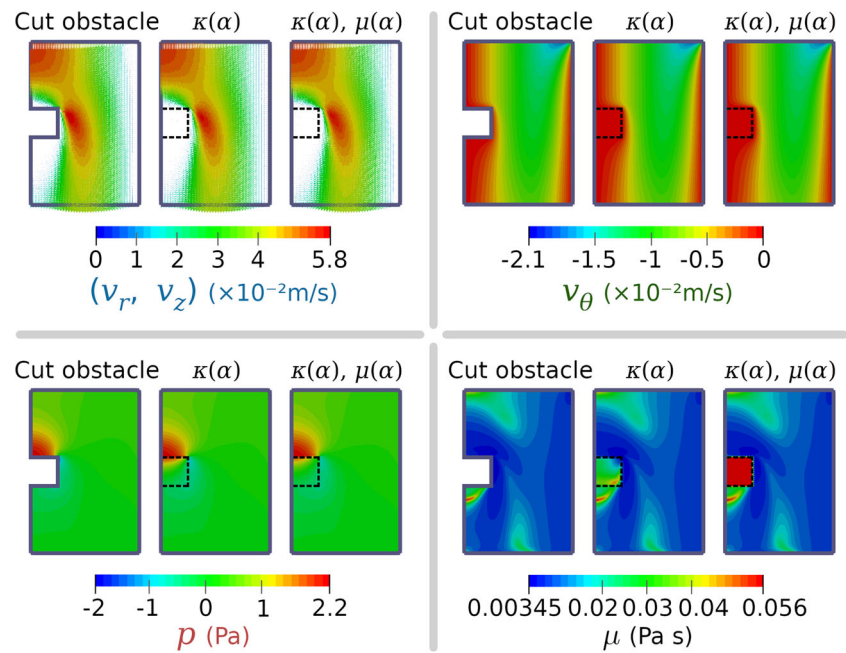 Cut obstacle κ(α) κ(α), μ(α)
0 1 2 3 4 5.8
(v_r, v_z) (×10⁻²m/s)
Cut obstacle κ(α) κ(α), μ(α)
-2.1 -1.5 -1 -0.5 0
v_θ (×10⁻²m/s)
Cut obstacle κ(α) κ(α), μ(α)
-2 -1 0 1 2.2
p (Pa)
Cut obstacle κ(α) κ(α), μ(α)
0.00345 0.02 0.03 0.04 0.056
μ (Pa s)